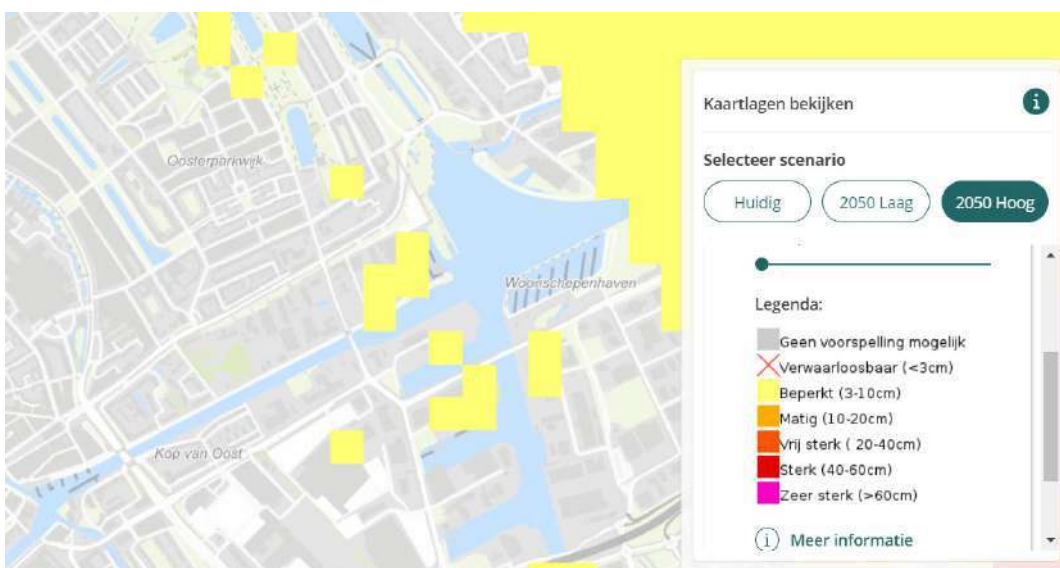 Oosterparkwijk
Woonschepenhaven
Kop van Oost
Kaartlagen bekijken
i
Selecteer scenario
Huidig
2050 Laag
2050 Hoog
Legenda:
Geen voorspelling mogelijk
Verwaarloosbaar (<3cm)
Beperkt (3-10cm)
Matig (10-20cm)
Vrij sterk ( 20-40cm)
Sterk (40-60cm)
Zeer sterk (>60cm)
i Meer informatie